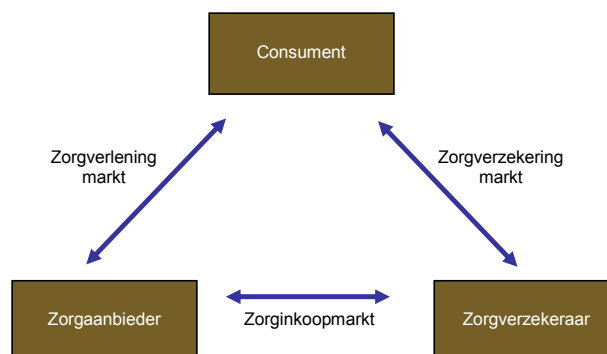 Consument
Zorgverlening
markt
Zorgverzekering
markt
Zorgaanbieder
Zorginkoopmarkt
Zorgverzekeraar